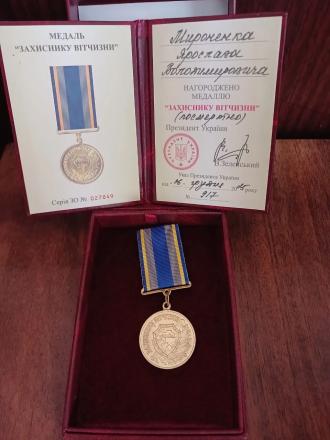 МЕДАЛЬ
"ЗАХИСНИКУ ВІТЧИЗНИ"
Серія ЗО № 027849
Мироненка
Ярослава
Володимировича
НАГОРОДЖЕНО
МЕДАЛЛЮ
"ЗАХИСНИКУ ВІТЧИЗНИ"
(посмертно)
Президент України
В.Зеленський
Указ Президента України
від 16 грудня року
№ 917